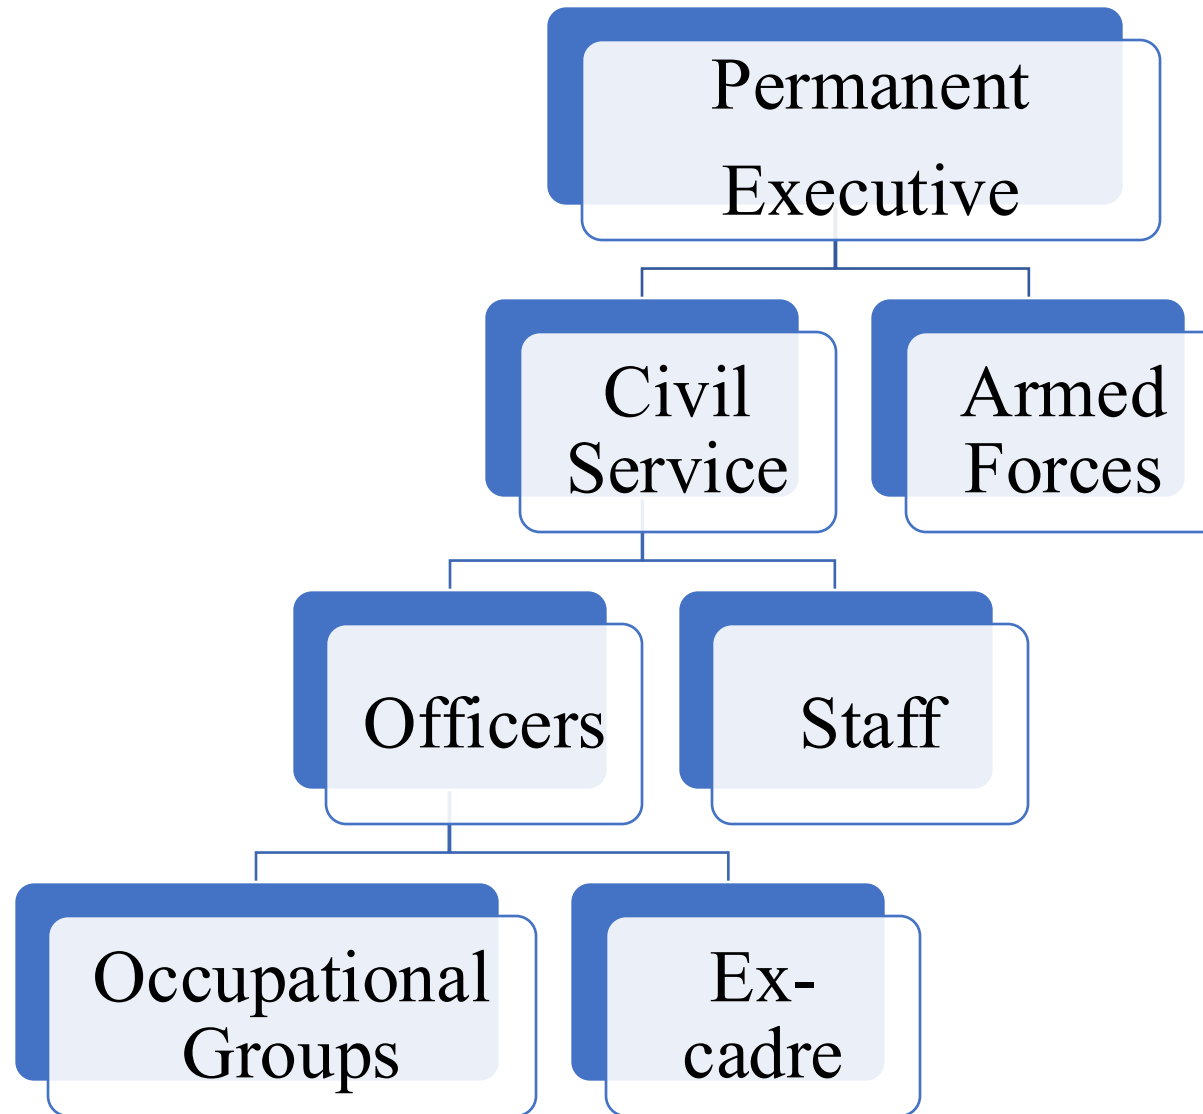 Permanent
Executive
Civil
Service
Armed
Forces
Officers
Staff
Occupational
Groups
Ex-
cadre